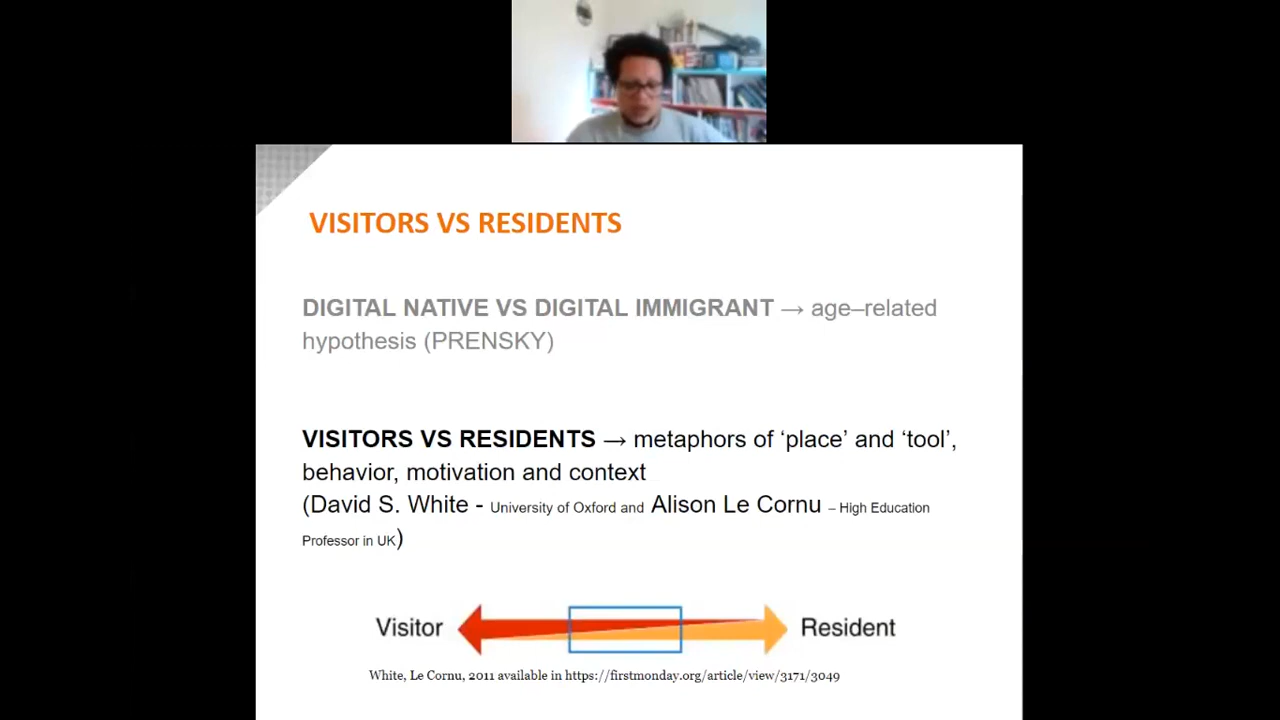 VISITORS VS RESIDENTS
DIGITAL NATIVE VS DIGITAL IMMIGRANT → age–related
hypothesis (PRENSKY)
VISITORS VS RESIDENTS → metaphors of ‘place’ and ‘tool’,
behavior, motivation and context
(David S. White - University of Oxford and Alison Le Cornu – High Education
Professor in UK)
Visitor Resident
White, Le Cornu, 2011 available in https://firstmonday.org/article/view/3171/3049